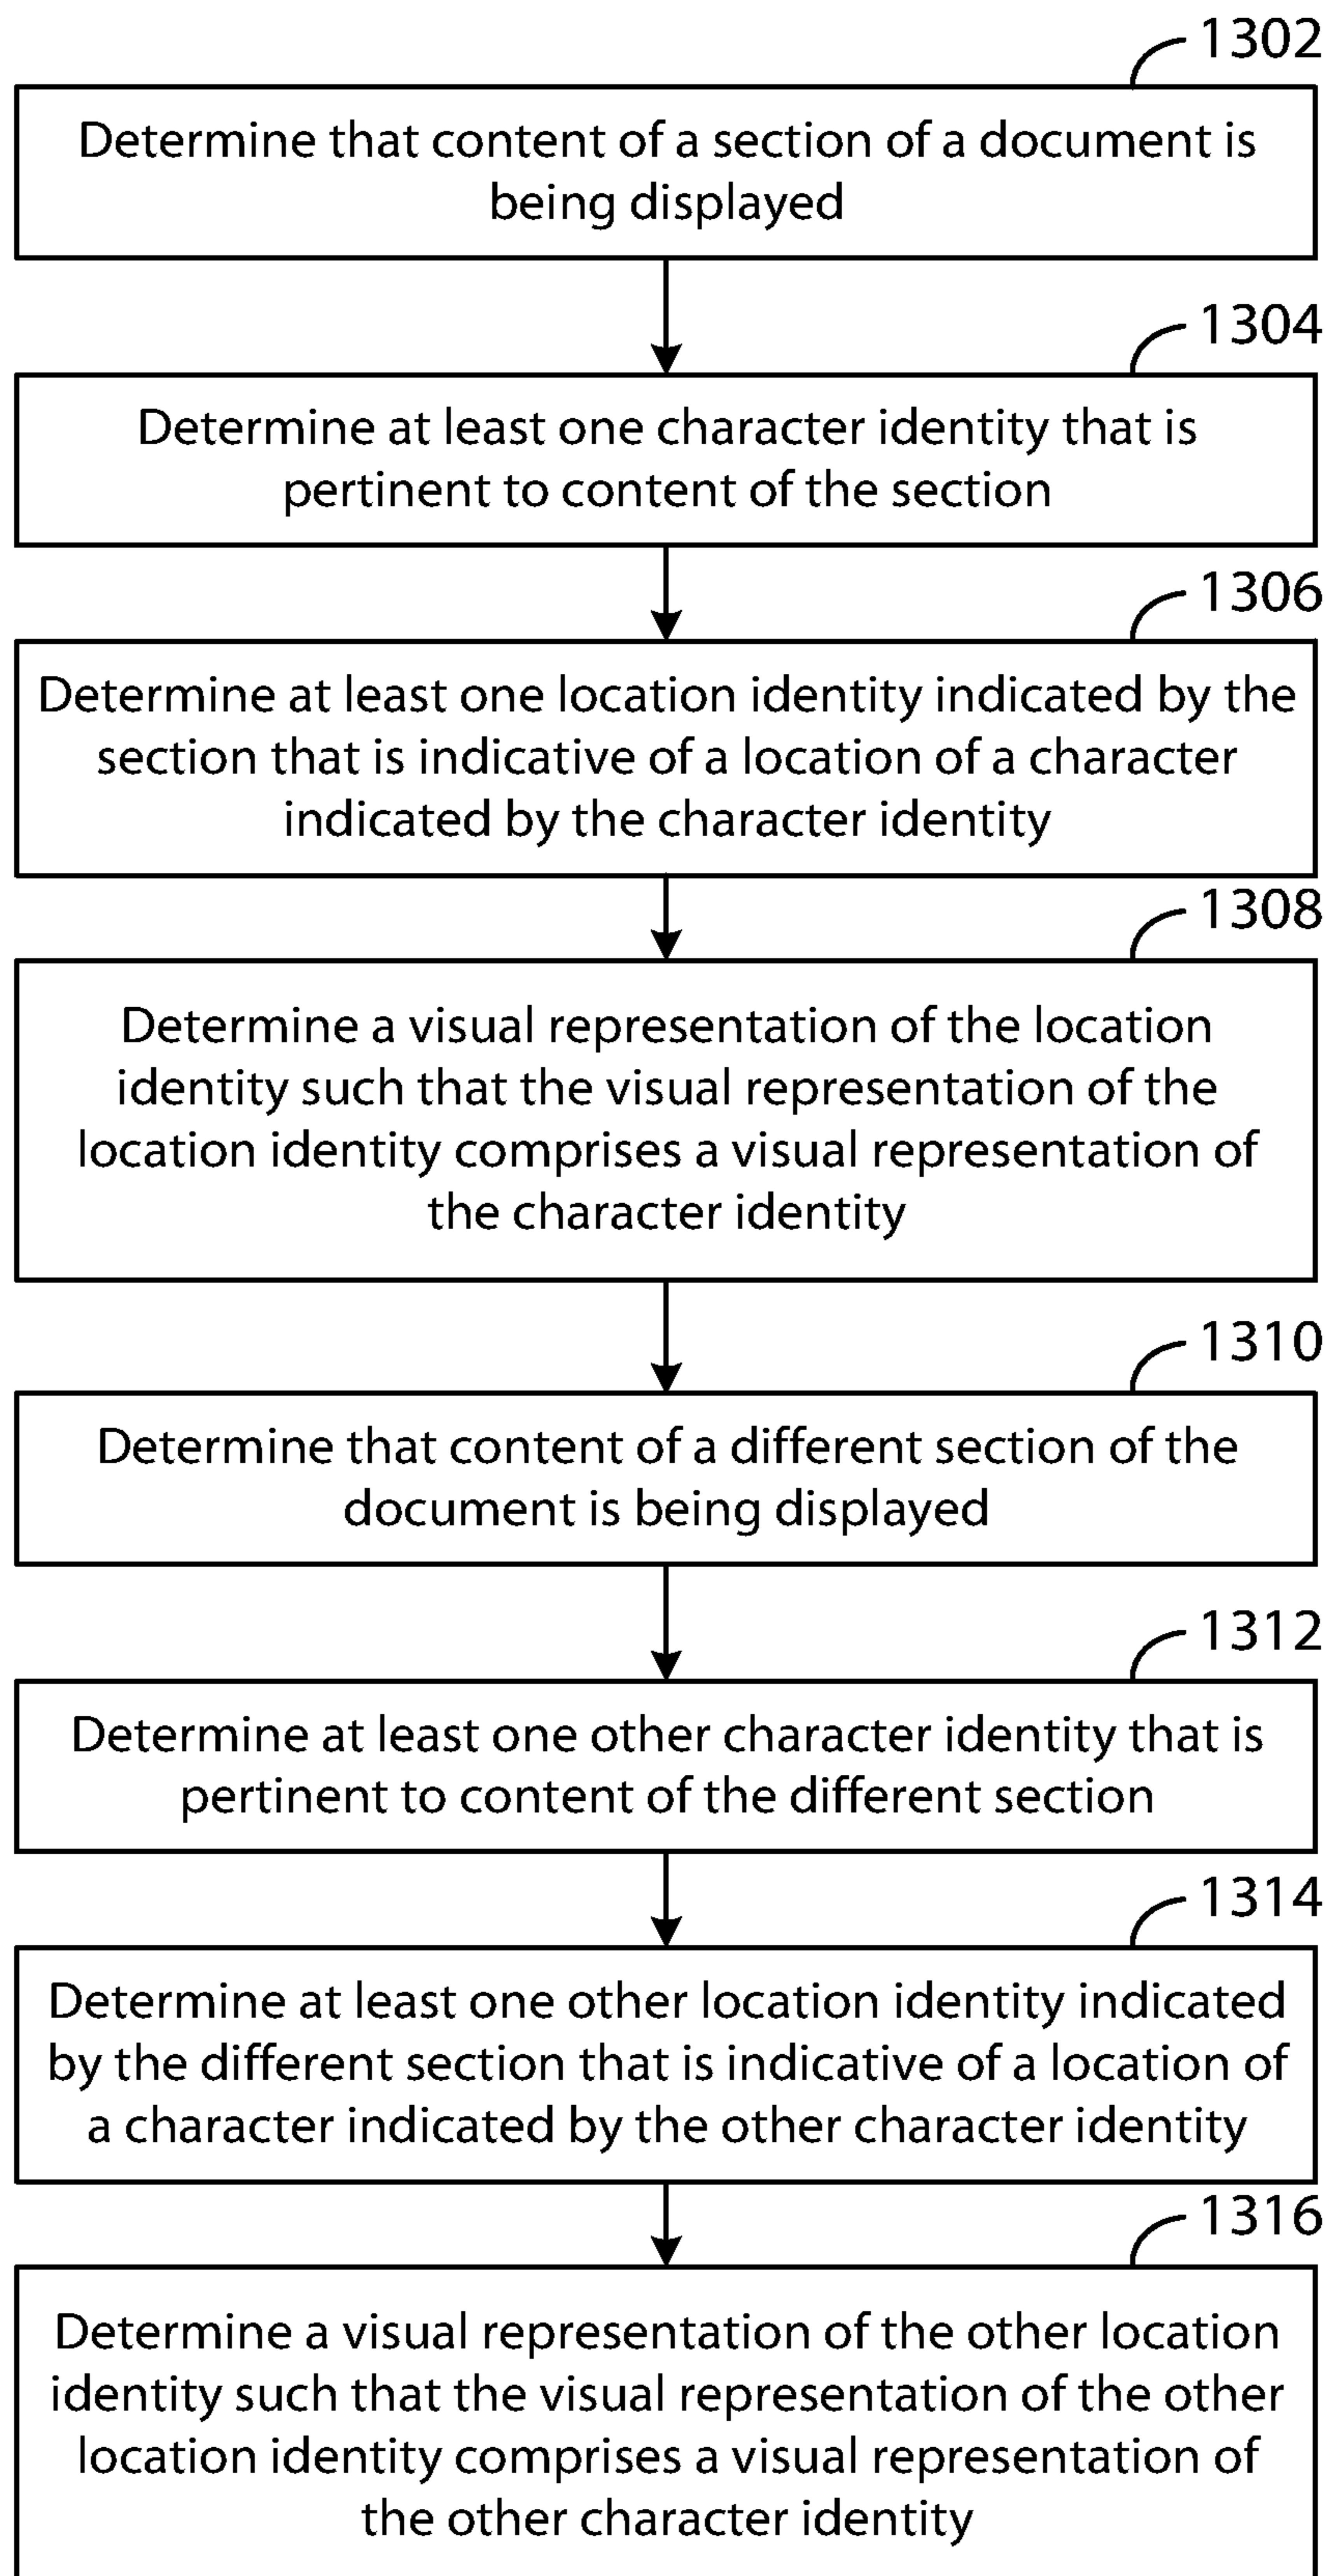 1302
Determine that content of a section of a document is
being displayed
1304
Determine at least one character identity that is
pertinent to content of the section
1306
Determine at least one location identity indicated by the
section that is indicative of a location of a character
indicated by the character identity
1308
Determine a visual representation of the location
identity such that the visual representation of the
location identity comprises a visual representation of
the character identity
1310
Determine that content of a different section of the
document is being displayed
1312
Determine at least one other character identity that is
pertinent to content of the different section
1314
Determine at least one other location identity indicated
by the different section that is indicative of a location of
a character indicated by the other character identity
1316
Determine a visual representation of the other location
identity such that the visual representation of the other
location identity comprises a visual representation of
the other character identity